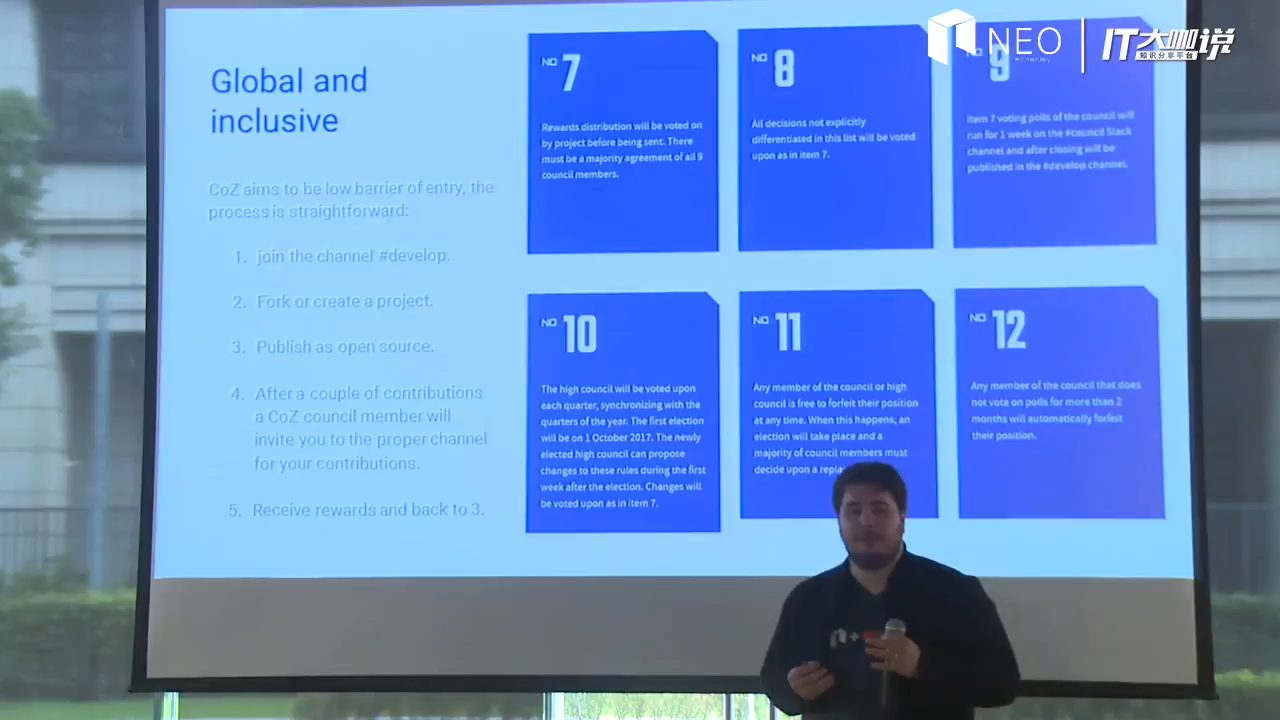 Global and
inclusive
CoZ aims to be low barrier of entry, the
process is straightforward:
1. join the channel #develop.
2. Fork or create a project.
3. Publish as open source.
4. After a couple of contributions
a CoZ council member will
invite you to the proper channel
for your contributions.
5. Receive rewards and back to 3.
NO 7
Rewards distribution will be voted on
by project before being sent. There
must be a majority agreement of all 9
council members.
NO 8
All decisions not explicitly
differentiated in this list will be voted
upon as in item 7.
NO 9
Item 7 voting polls of the council will
run for 1 week on the #council Slack
channel and after closing will be
published in the #develop channel.
NO 10
The high council will be voted upon
each quarter, synchronizing with the
quarters of the year. The first election
will be on 1 October 2017. The newly
elected high council can propose
changes to these rules during the first
week after the election. Changes will
be voted upon as in item 7.
NO 11
Any member of the council or high
council is free to forfeit their position
at any time. When this happens, an
election will take place and a
majority of council members must
decide upon a
NO 12
Any member of the council that does
not vote on polls for more than 2
months will automatically forfeit
their position.
NEO
IT大咖说
知识分享平台